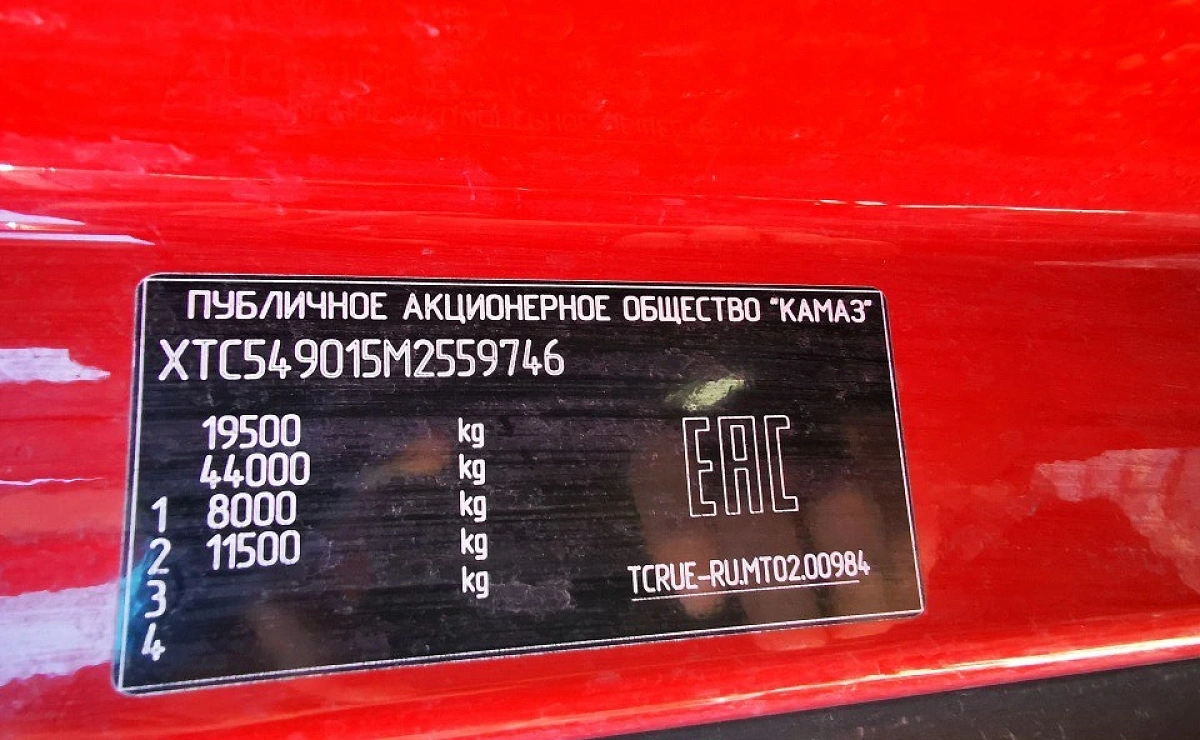 ПУБЛИЧНОЕ АКЦИОНЕРНОЕ ОБЩЕСТВО "КАМАЗ"
XTC549015M2559746
19500 kg
44000 kg
1 8000 kg
2 11500 kg
3 kg
4
EAC
TCRUE-RU.MT02.00984